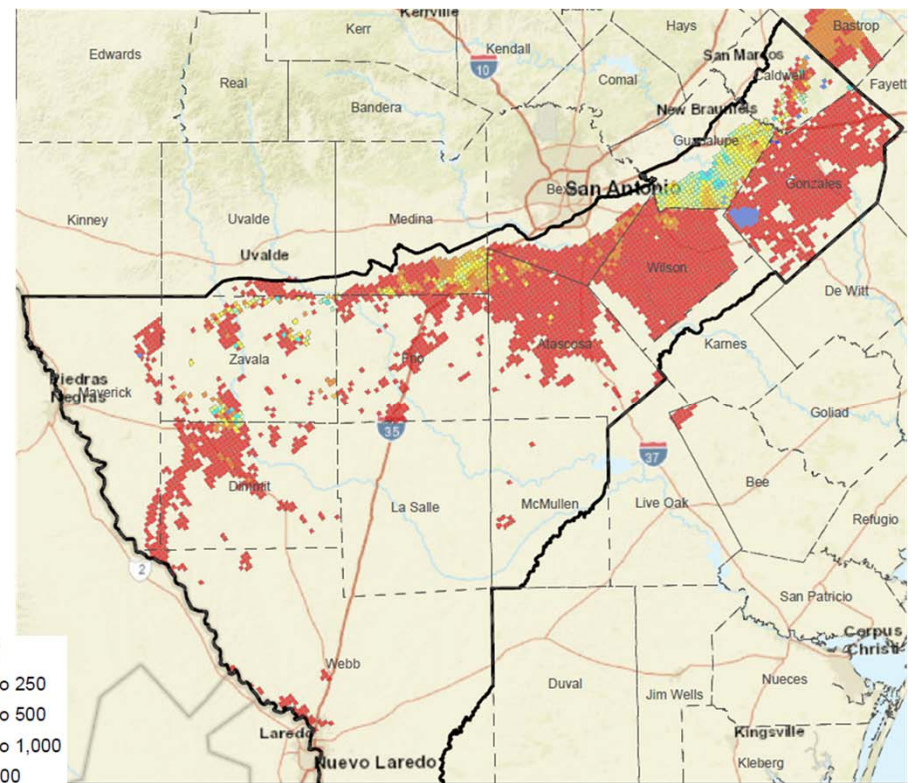 Kerrville
Kerr
Hays
Bastrop
Edwards
Kendall
San Marcos
10
Real
Comal
Caldwell
Fayett
Bandera
New Braunfels
Guadalupe
Bex
San Antonio
Gonzales
Kinney
Uvalde
Medina
Uvalde
Wilson
De Witt
Zavala
Frio
Atascosa
Karnes
Piedras
Negras
Maverick
Goliad
35
37
Bee
Dimmit
La Salle
McMullen
Live Oak
Refugio
2
San Patricio
Corpus
Christi
o 250
Webb
Duval
Jim Wells
Nueces
o 500
o 1,000
Laredo
Kingsville
00
Nuevo Laredo
Kleberg